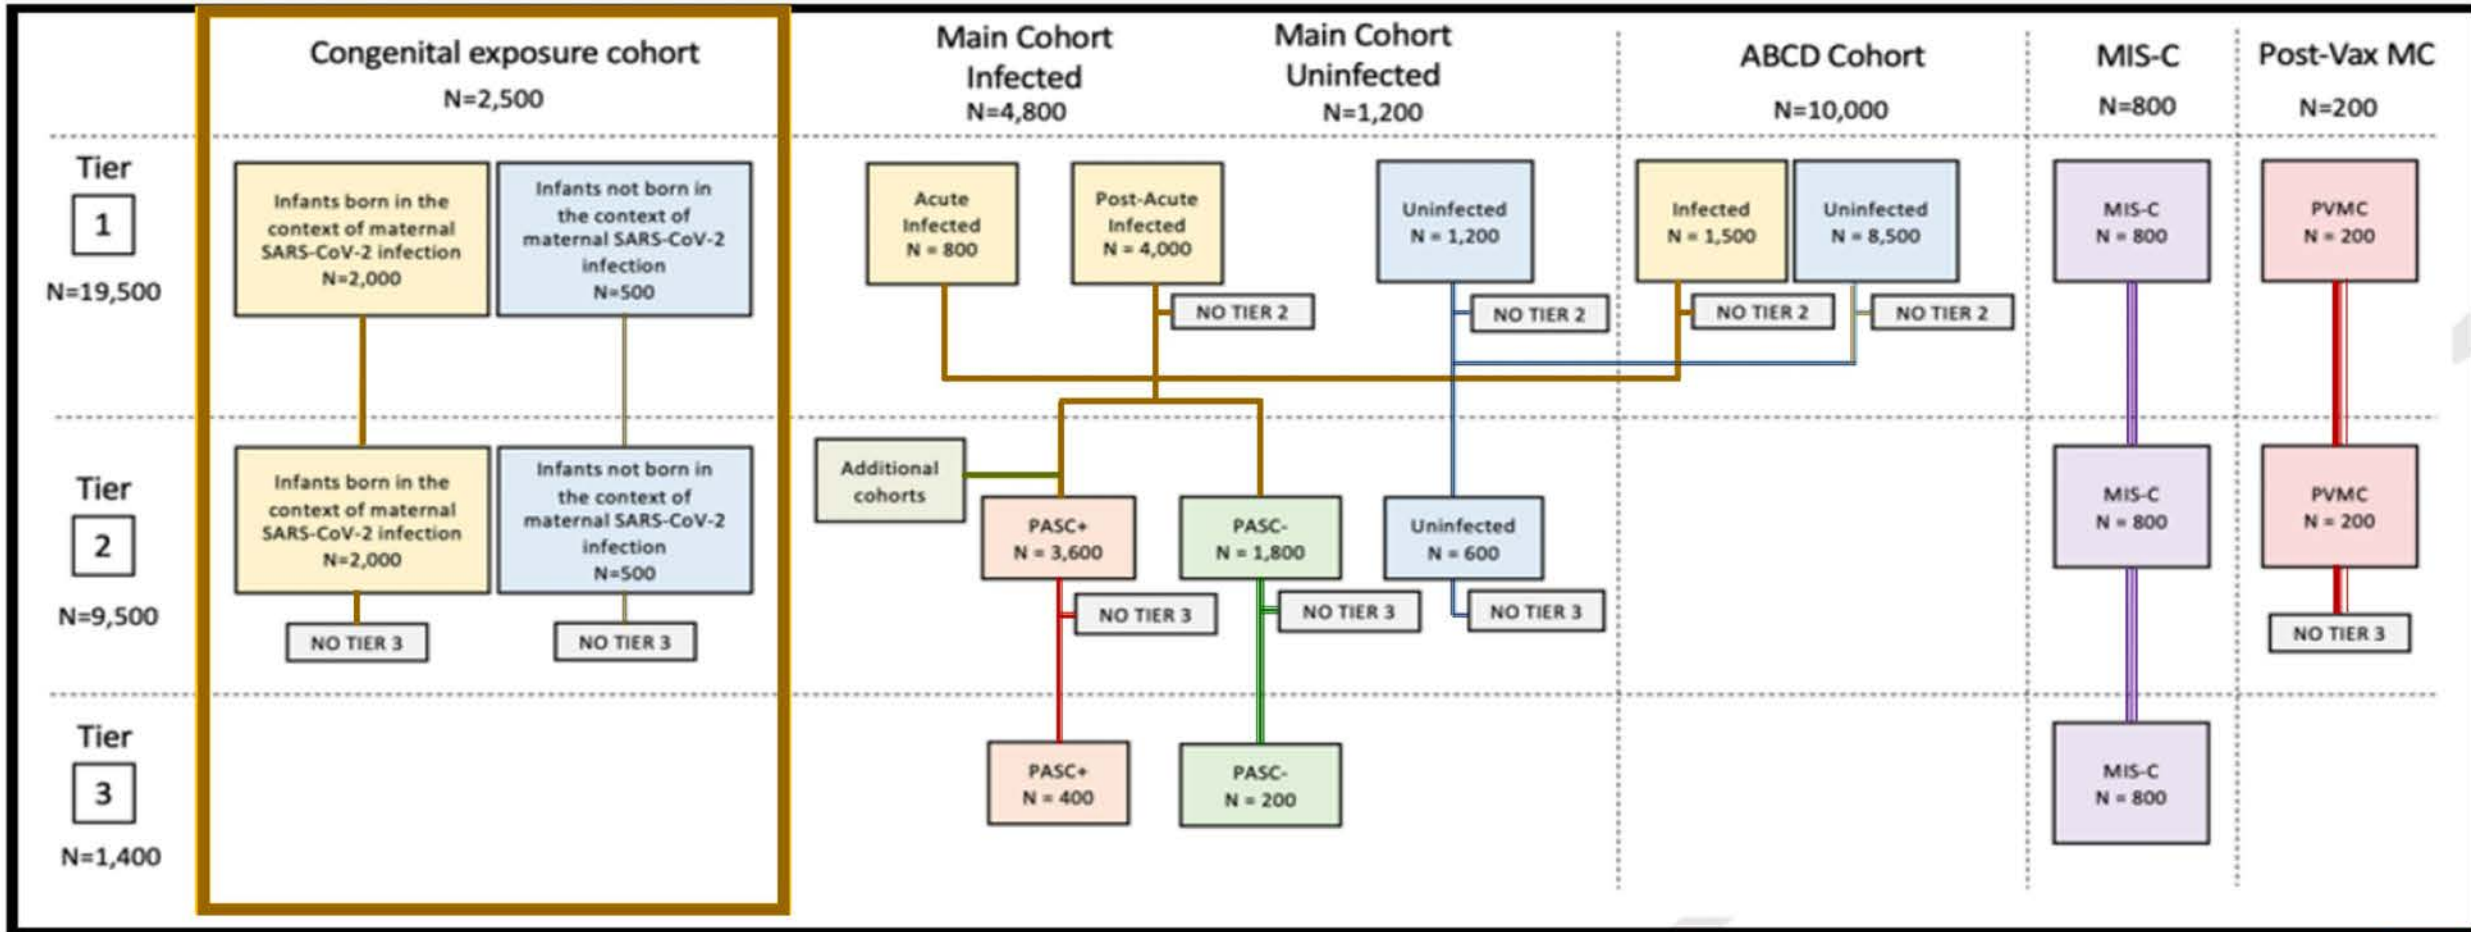 Congenital exposure cohort
N=2,500
Main Cohort
Infected
N=4,800
Main Cohort
Uninfected
N=1,200
ABCD Cohort
N=10,000
MIS-C
N=800
Post-Vax MC
N=200
Tier
1
N=19,500
Infants born in the
context of maternal
SARS-CoV-2 infection
N=2,000
Infants not born in
the context of
maternal SARS-CoV-2
infection
N=500
Acute
Infected
N = 800
Post-Acute
Infected
N = 4,000
Uninfected
N = 1,200
Infected
N = 1,500
Uninfected
N = 8,500
MIS-C
N = 800
PVMC
N = 200
NO TIER 2
NO TIER 2
NO TIER 2
NO TIER 2
Tier
2
N=9,500
Infants born in the
context of maternal
SARS-CoV-2 infection
N=2,000
Infants not born in
the context of
maternal SARS-CoV-2
infection
N=500
Additional
cohorts
PASC+
N = 3,600
PASC-
N = 1,800
Uninfected
N = 600
MIS-C
N = 800
PVMC
N = 200
NO TIER 3
NO TIER 3
NO TIER 3
NO TIER 3
NO TIER 3
NO TIER 3
Tier
3
N=1,400
PASC+
N = 400
PASC-
N = 200
MIS-C
N = 800